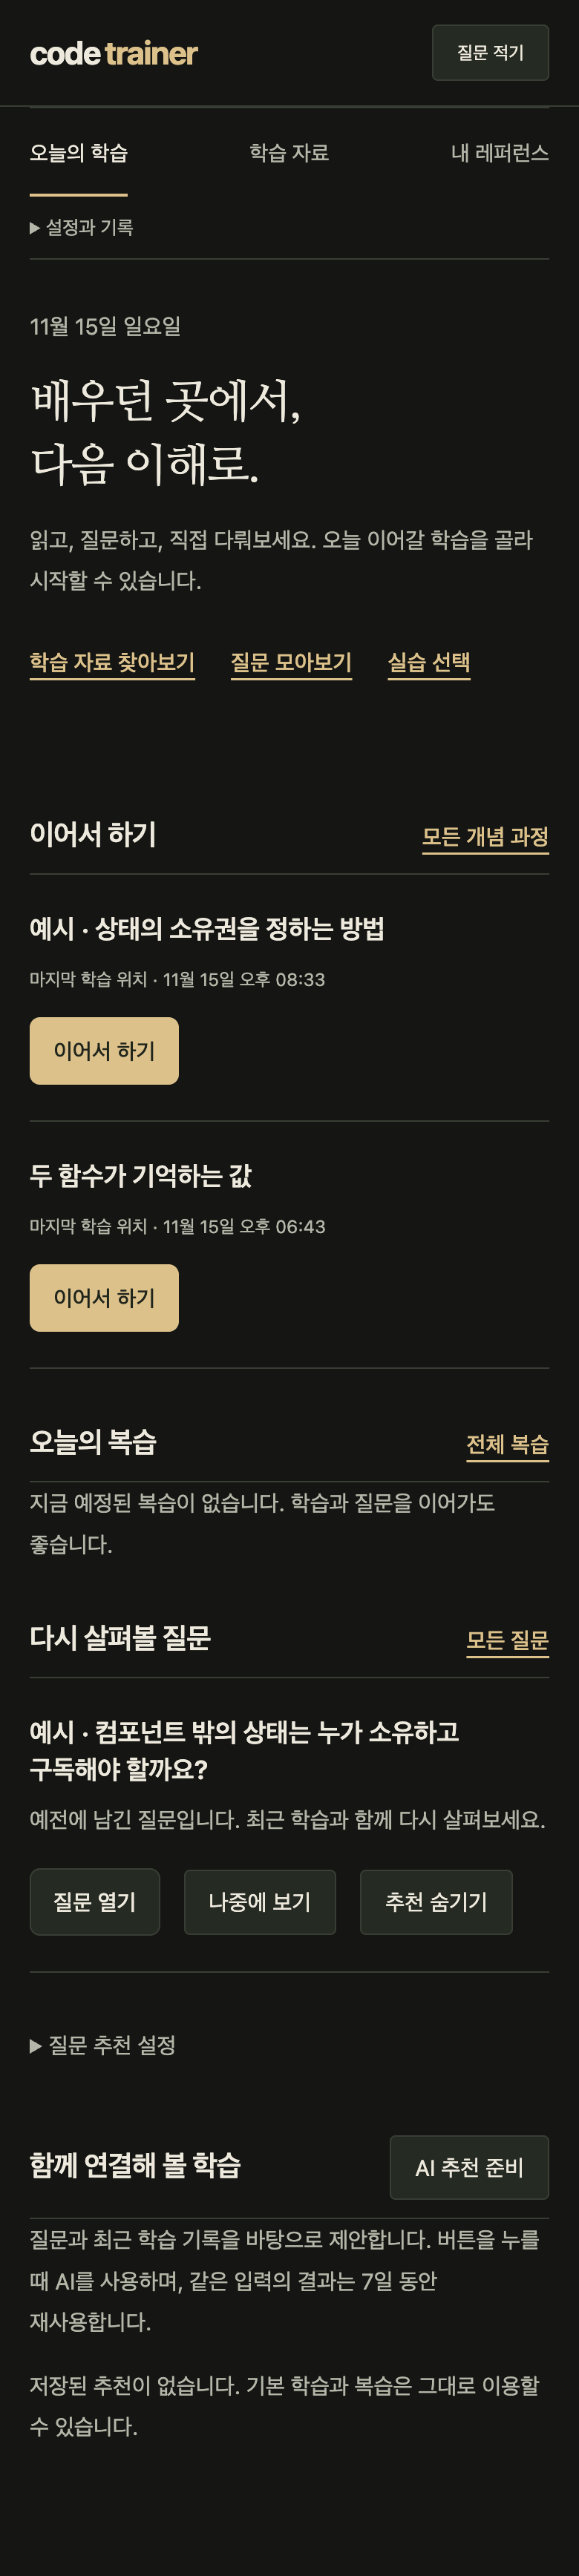 code trainer
질문 적기
오늘의 학습
학습 자료
내 레퍼런스
▶ 설정과 기록
11월 15일 일요일
배우던 곳에서,
다음 이해로.
읽고, 질문하고, 직접 다뤄보세요. 오늘 이어갈 학습을 골라
시작할 수 있습니다.
학습 자료 찾아보기
질문 모아보기
실습 선택
이어서 하기
모든 개념 과정
예시 · 상태의 소유권을 정하는 방법
마지막 학습 위치 · 11월 15일 오후 08:33
이어서 하기
두 함수가 기억하는 값
마지막 학습 위치 · 11월 15일 오후 06:43
이어서 하기
오늘의 복습
전체 복습
지금 예정된 복습이 없습니다. 학습과 질문을 이어가도
좋습니다.
다시 살펴볼 질문
모든 질문
예시 · 컴포넌트 밖의 상태는 누가 소유하고
구독해야 할까요?
예전에 남긴 질문입니다. 최근 학습과 함께 다시 살펴보세요.
질문 열기
나중에 보기
추천 숨기기
▶ 질문 추천 설정
함께 연결해 볼 학습
AI 추천 준비
질문과 최근 학습 기록을 바탕으로 제안합니다. 버튼을 누를
때 AI를 사용하며, 같은 입력의 결과는 7일 동안
재사용합니다.
저장된 추천이 없습니다. 기본 학습과 복습은 그대로 이용할
수 있습니다.